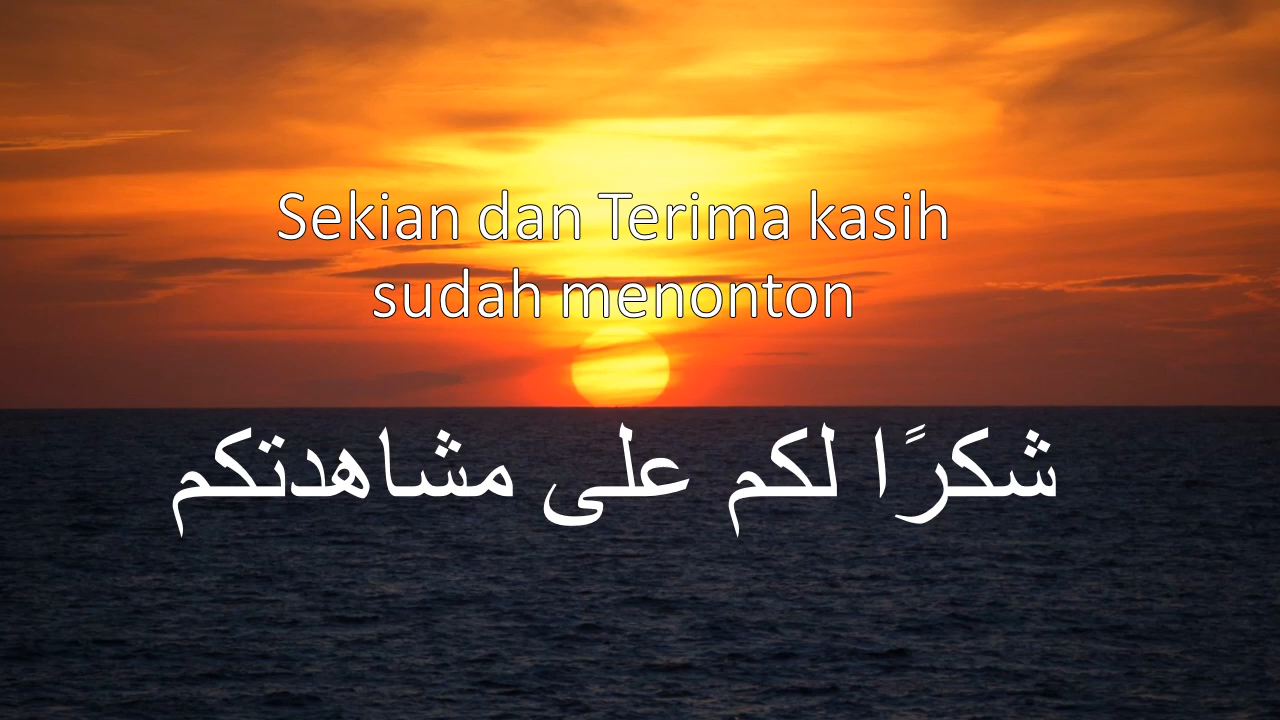 Sekian dan Terima kasih
sudah menonton
شكرًا لكم على مشاهدتكم